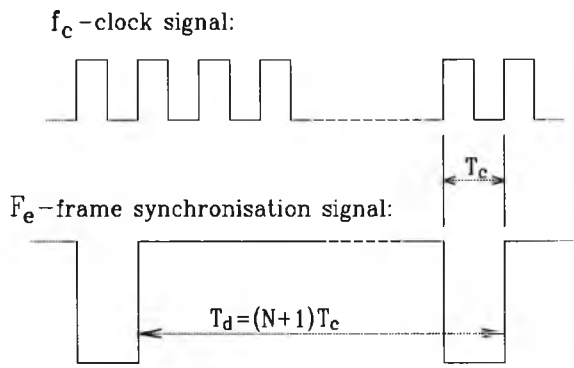 f_c-clock signal:
T_c
F_e-frame synchronisation signal:
T_d=(N+1)T_c